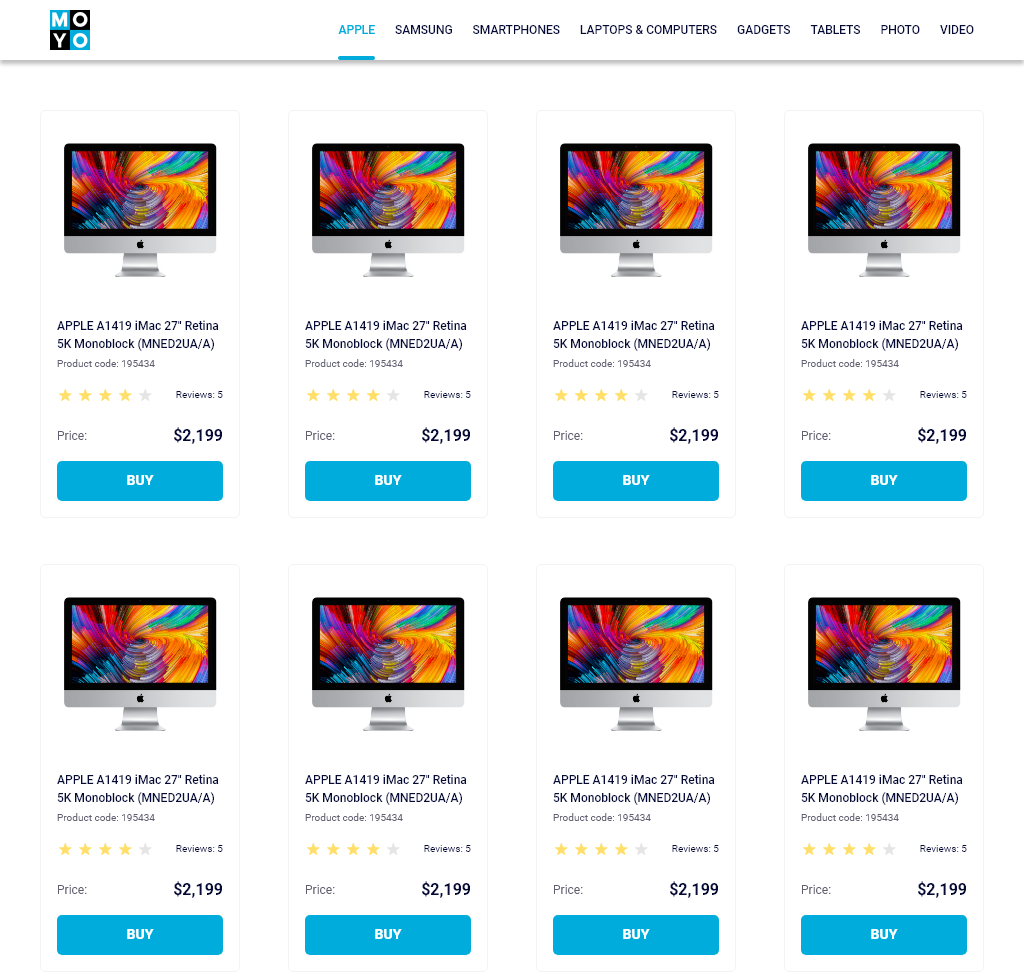 MO
YO
APPLE SAMSUNG SMARTPHONES LAPTOPS & COMPUTERS GADGETS TABLETS PHOTO VIDEO
APPLE A1419 iMac 27" Retina
5K Monoblock (MNED2UA/A)
Product code: 195434
Reviews: 5
Price: $2,199
BUY
APPLE A1419 iMac 27" Retina
5K Monoblock (MNED2UA/A)
Product code: 195434
Reviews: 5
Price: $2,199
BUY
APPLE A1419 iMac 27" Retina
5K Monoblock (MNED2UA/A)
Product code: 195434
Reviews: 5
Price: $2,199
BUY
APPLE A1419 iMac 27" Retina
5K Monoblock (MNED2UA/A)
Product code: 195434
Reviews: 5
Price: $2,199
BUY
APPLE A1419 iMac 27" Retina
5K Monoblock (MNED2UA/A)
Product code: 195434
Reviews: 5
Price: $2,199
BUY
APPLE A1419 iMac 27" Retina
5K Monoblock (MNED2UA/A)
Product code: 195434
Reviews: 5
Price: $2,199
BUY
APPLE A1419 iMac 27" Retina
5K Monoblock (MNED2UA/A)
Product code: 195434
Reviews: 5
Price: $2,199
BUY
APPLE A1419 iMac 27" Retina
5K Monoblock (MNED2UA/A)
Product code: 195434
Reviews: 5
Price: $2,199
BUY